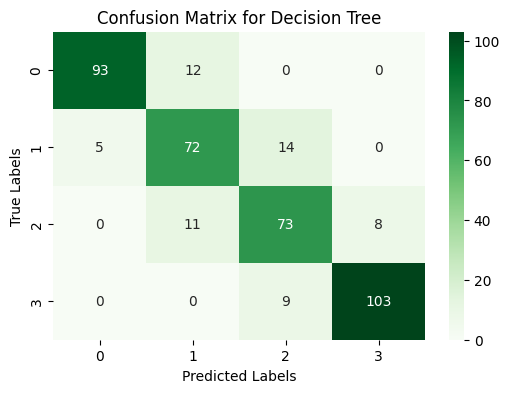 Confusion Matrix for Decision Tree
True Labels
0 93 12 0 0
1 5 72 14 0
2 0 11 73 8
3 0 0 9 103
0 1 2 3
Predicted Labels
100
80
60
40
20
0